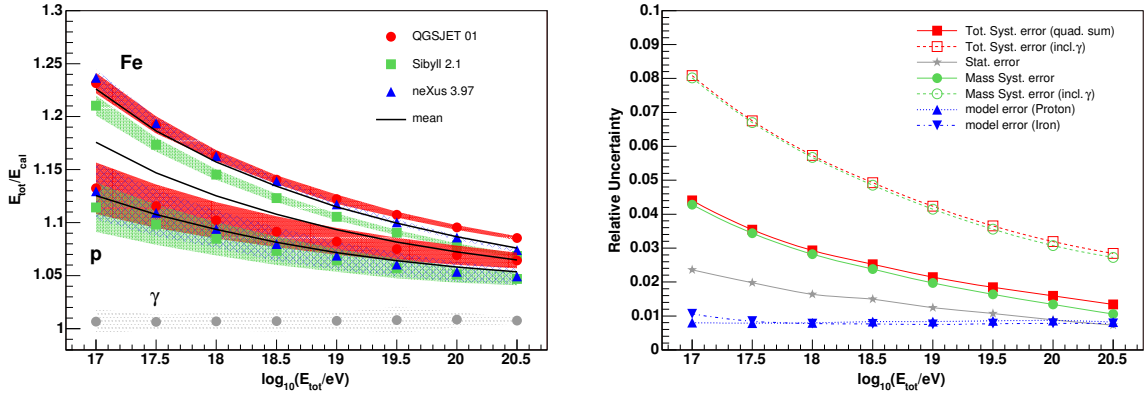 Fe
p
γ
QGSJET 01
Sibyll 2.1
neXus 3.97
mean
E_tot/E_cal
1.3
1.25
1.2
1.15
1.1
1.05
1
17 17.5 18 18.5 19 19.5 20 20.5
log₁₀(E_tot/eV)
Tot. Syst. error (quad. sum)
Tot. Syst. error (incl.γ)
Stat. error
Mass Syst. error
Mass Syst. error (incl.γ)
model error (Proton)
model error (Iron)
Relative Uncertainty
0.1
0.09
0.08
0.07
0.06
0.05
0.04
0.03
0.02
0.01
0
17 17.5 18 18.5 19 19.5 20 20.5
log₁₀(E_tot/eV)